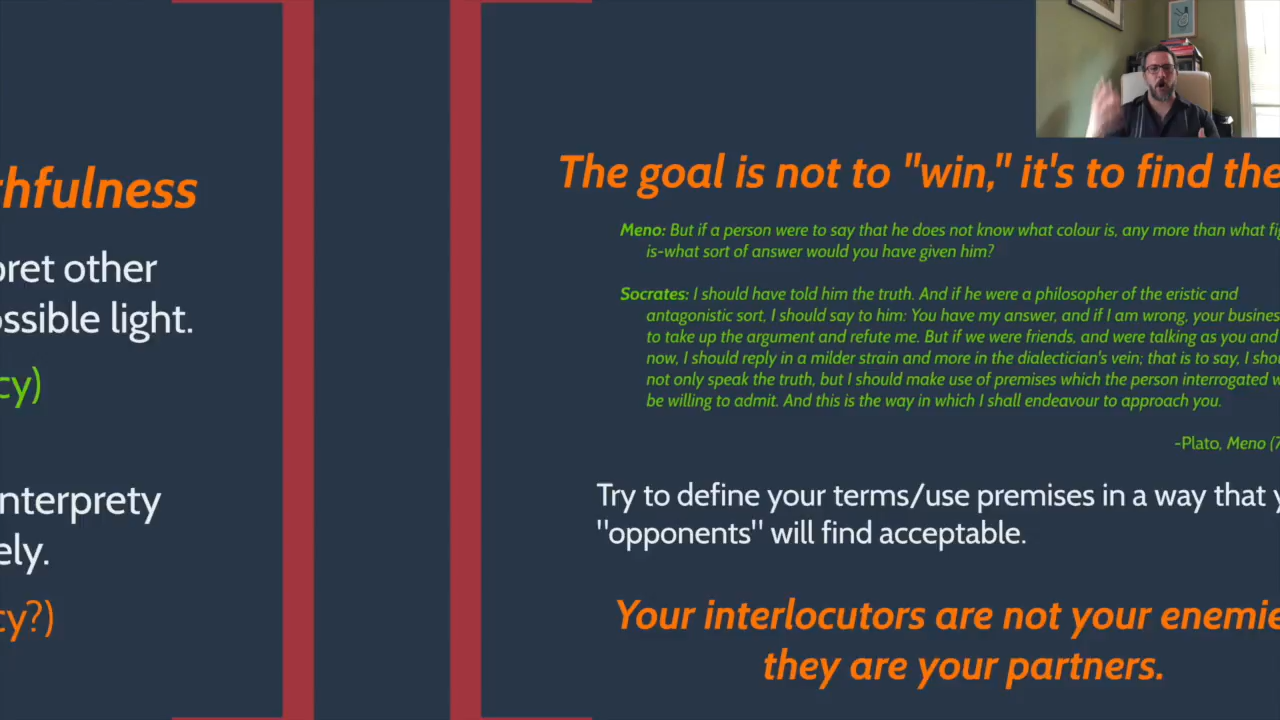 thfulness
pret other
ossible light.
cy)
nterprety
ely.
cy?)
The goal is not to "win," it's to find the
Meno: But if a person were to say that he does not know what colour is, any more than what fi
is-what sort of answer would you have given him?
Socrates: I should have told him the truth. And if he were a philosopher of the eristic and
antagonistic sort, I should say to him: You have my answer, and if I am wrong, your busines
to take up the argument and refute me. But if we were friends, and were talking as you and
now, I should reply in a milder strain and more in the dialectician's vein; that is to say, I sho
not only speak the truth, but I should make use of premises which the person interrogated w
be willing to admit. And this is the way in which I shall endeavour to approach you.
-Plato, Meno (7
Try to define your terms/use premises in a way that y
"opponents" will find acceptable.
Your interlocutors are not your enemie
they are your partners.